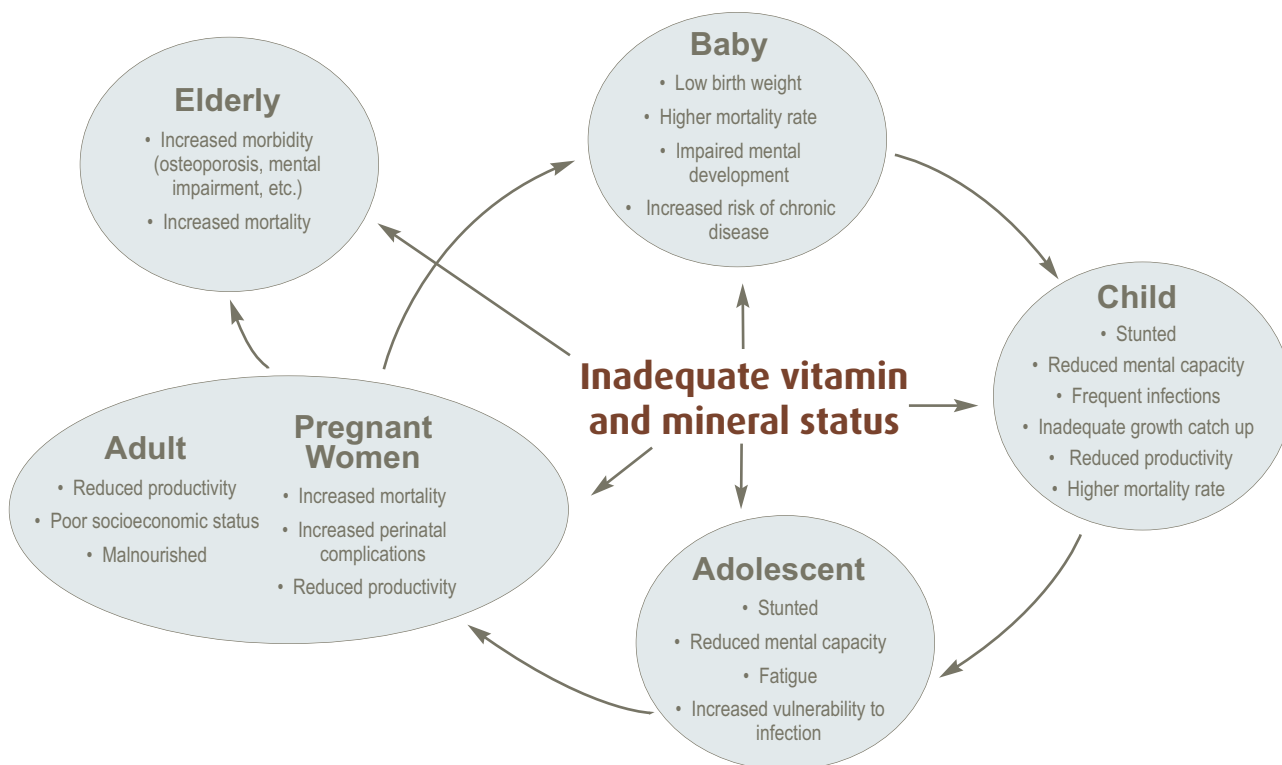 Baby
• Low birth weight
• Higher mortality rate
• Impaired mental
development
• Increased risk of chronic
disease
Elderly
• Increased morbidity
(osteoporosis, mental
impairment, etc.)
• Increased mortality
Child
• Stunted
• Reduced mental capacity
• Frequent infections
• Inadequate growth catch up
• Reduced productivity
• Higher mortality rate
Inadequate vitamin
and mineral status
Adult
• Reduced productivity
• Poor socioeconomic status
• Malnourished
Pregnant
Women
• Increased mortality
• Increased perinatal
complications
• Reduced productivity
Adolescent
• Stunted
• Reduced mental capacity
• Fatigue
• Increased vulnerability to
infection